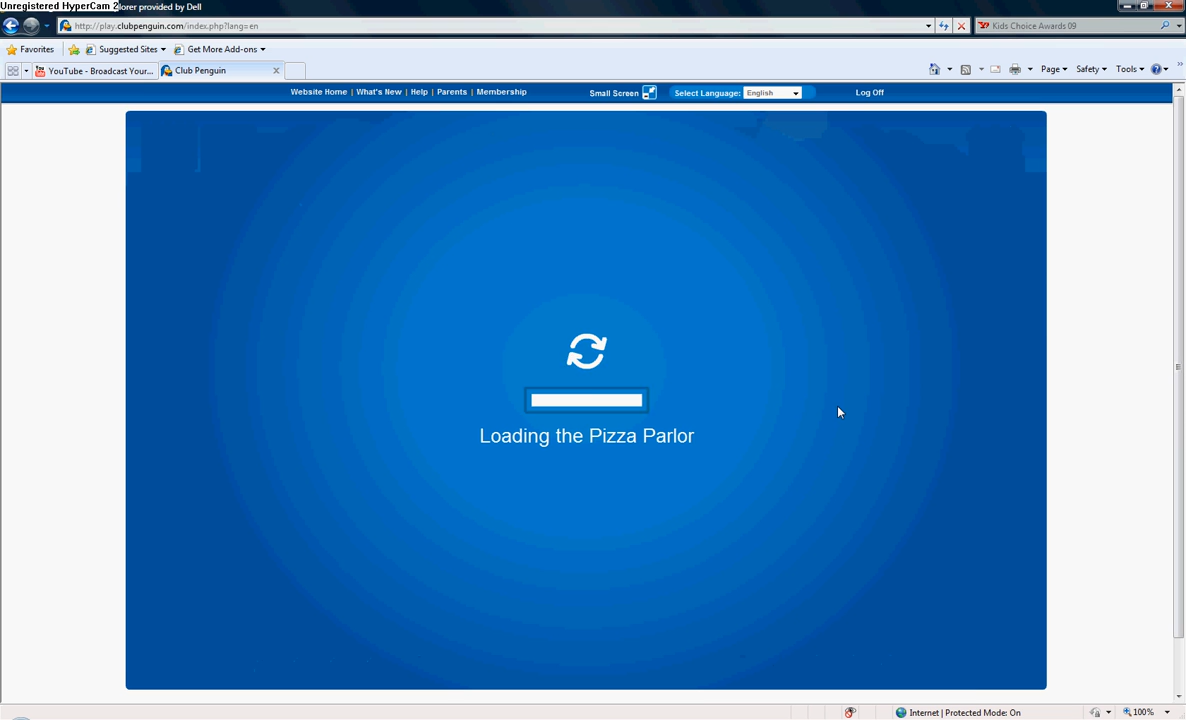 Unregistered HyperCam 2 lorer provided by Dell
http://play.clubpenguin.com/index.php?lang=en
Kids Choice Awards 09
Favorites Suggested Sites Get More Add-ons
YouTube - Broadcast Your... Club Penguin Page Safety Tools
Website Home | What's New | Help | Parents | Membership Small Screen Select Language: English Log Off
Loading the Pizza Parlor
Internet | Protected Mode: On 100%